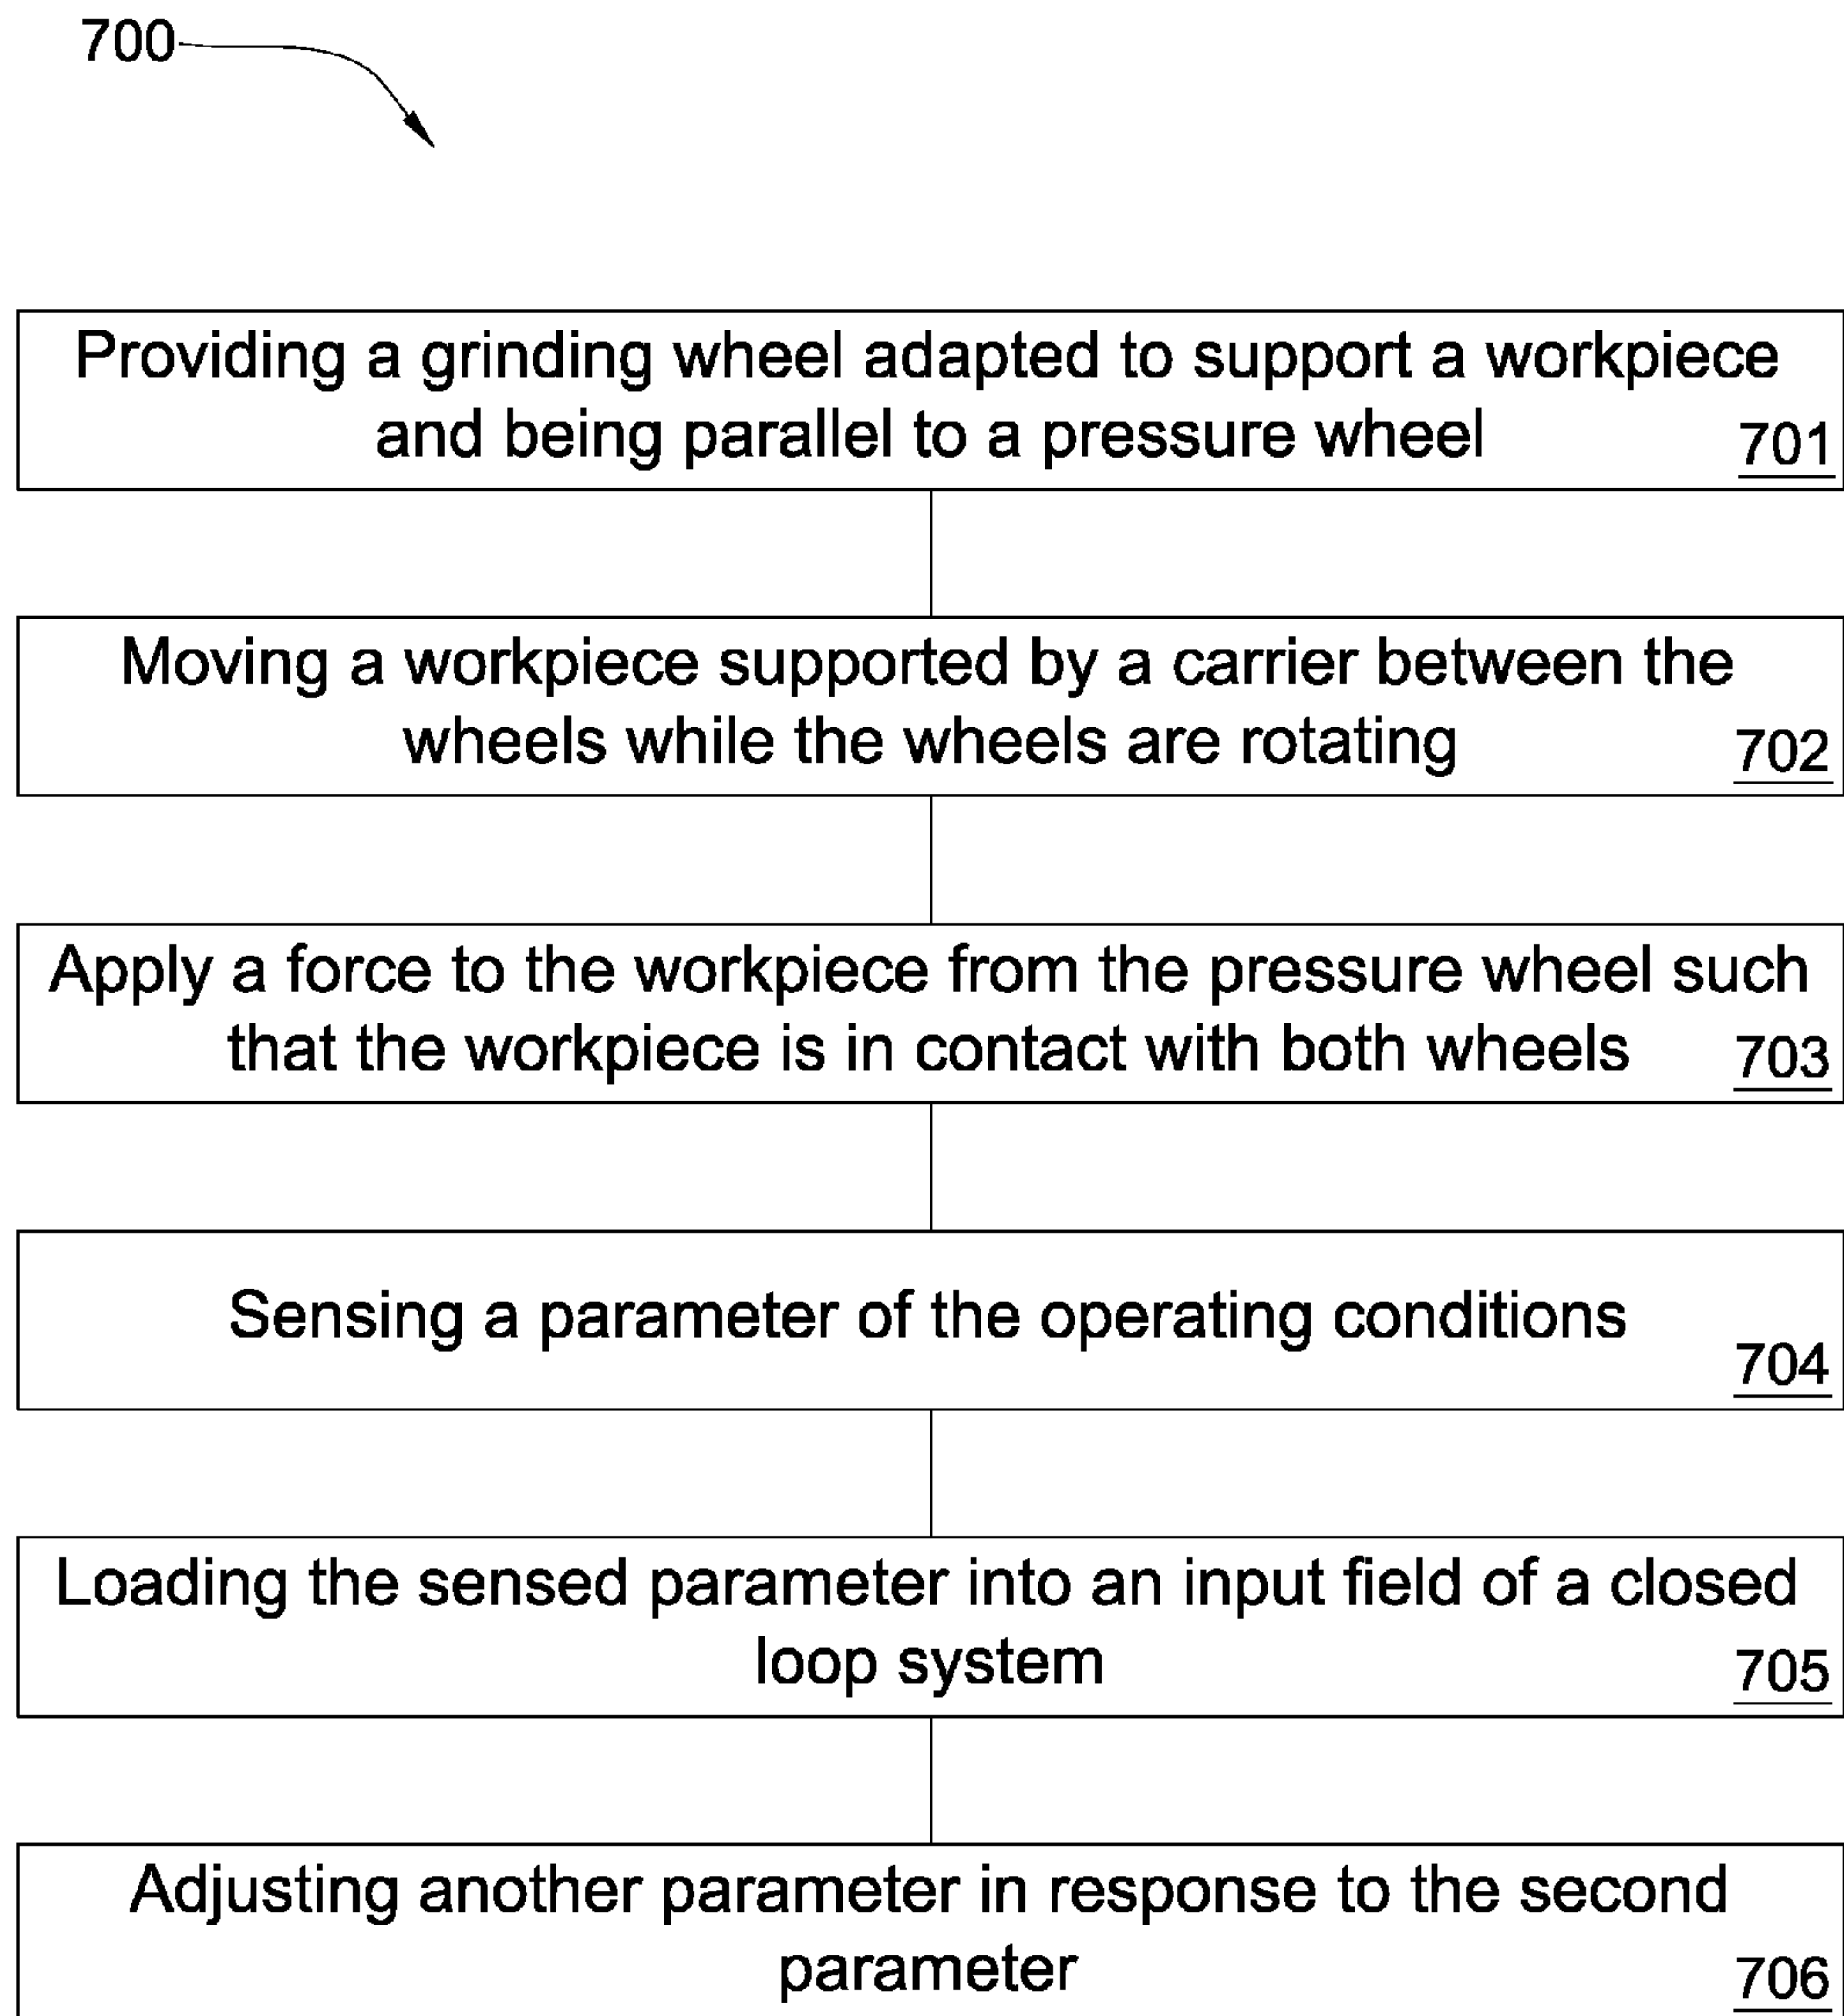 700
Providing a grinding wheel adapted to support a workpiece
and being parallel to a pressure wheel
701
Moving a workpiece supported by a carrier between the
wheels while the wheels are rotating
702
Apply a force to the workpiece from the pressure wheel such
that the workpiece is in contact with both wheels
703
Sensing a parameter of the operating conditions
704
Loading the sensed parameter into an input field of a closed
loop system
705
Adjusting another parameter in response to the second
parameter
706